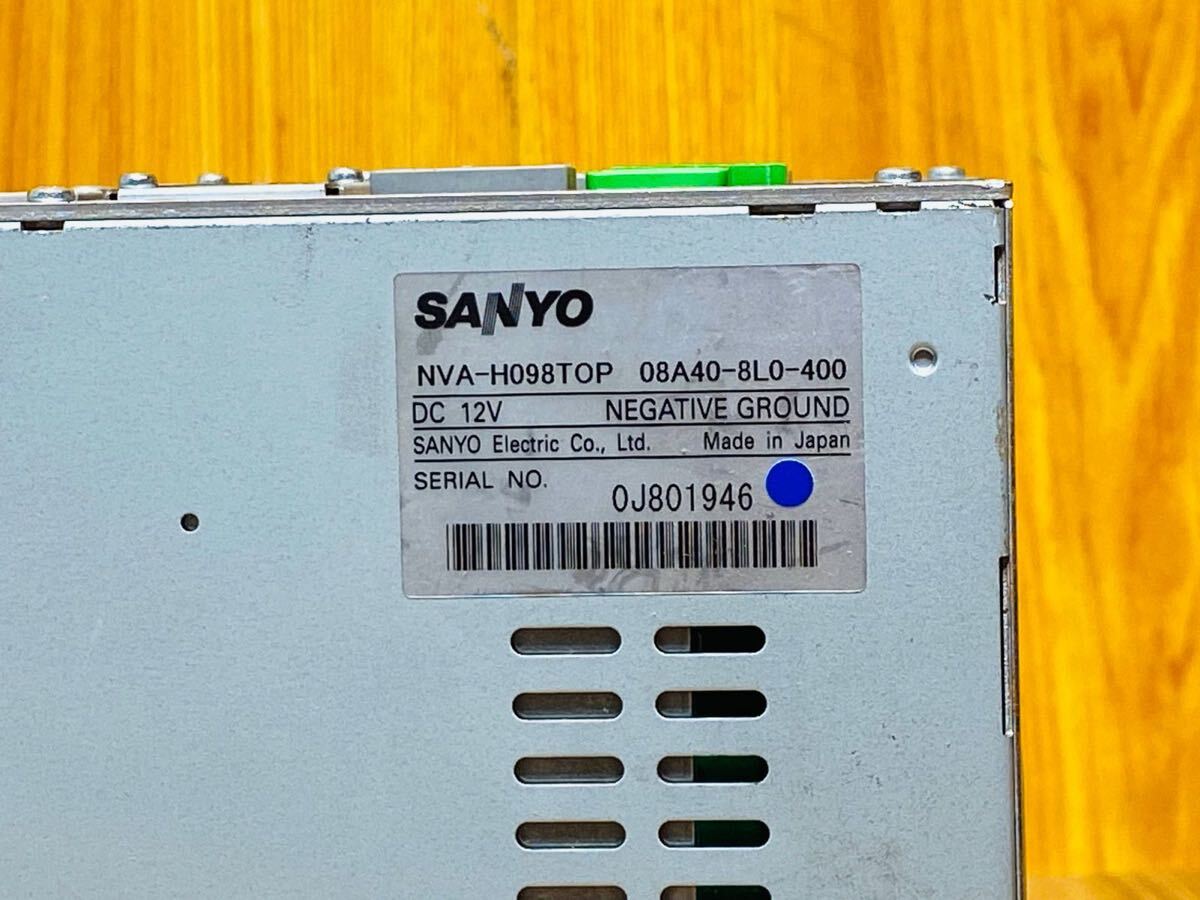 SANYO
NVA-H098TOP 08A40-8L0-400
DC 12V NEGATIVE GROUND
SANYO Electric Co., Ltd. Made in Japan
SERIAL NO.
0J801946